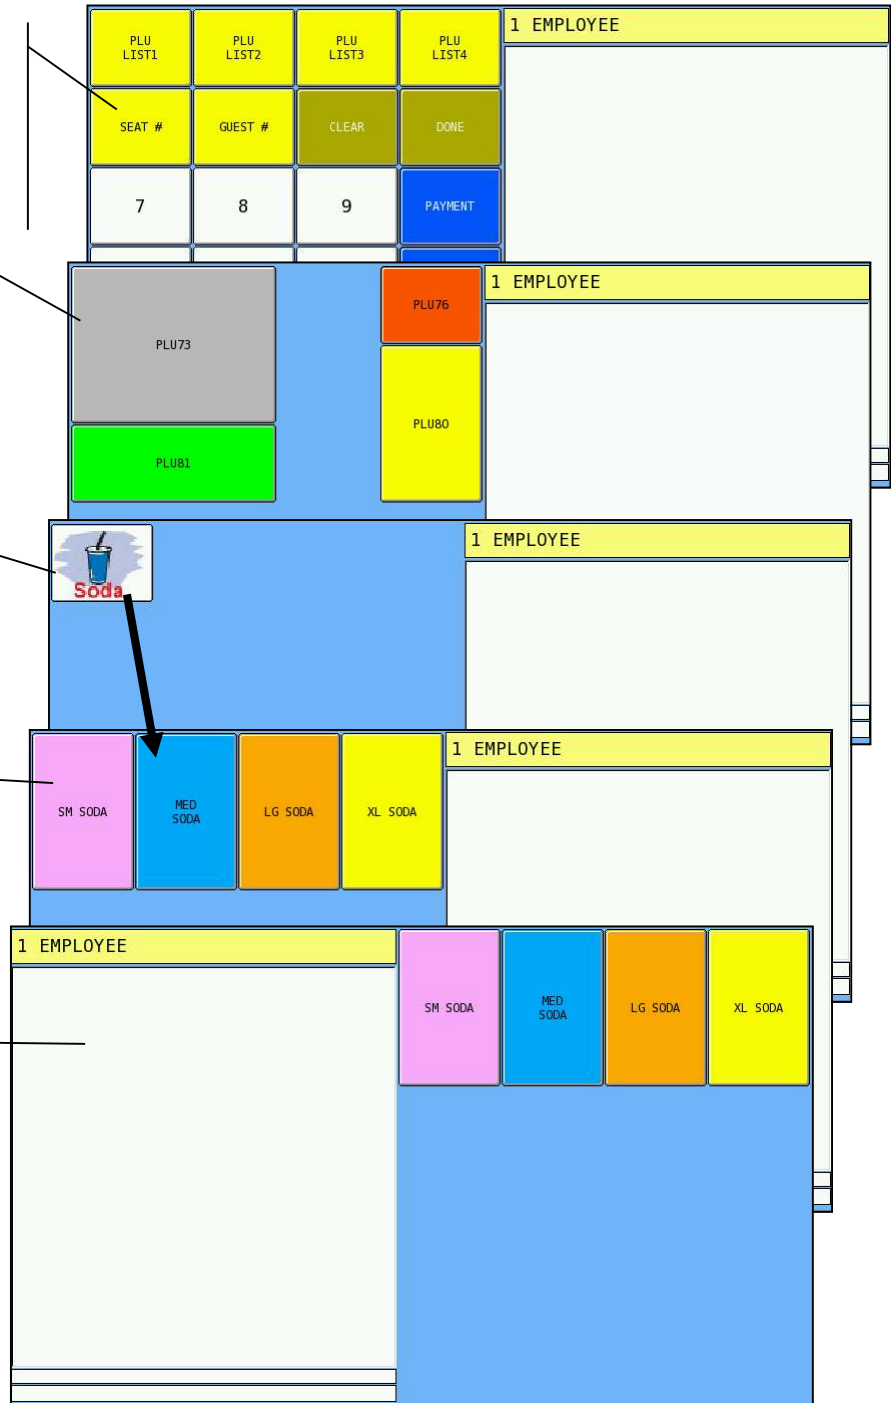 PLU LIST1
PLU LIST2
PLU LIST3
PLU LIST4
1 EMPLOYEE
SEAT #
GUEST #
CLEAR
DONE
7
8
9
PAYMENT
PLU73
PLU76
1 EMPLOYEE
PLU80
PLU81
Soda
1 EMPLOYEE
SM SODA
MED SODA
LG SODA
XL SODA
1 EMPLOYEE
1 EMPLOYEE
SM SODA
MED SODA
LG SODA
XL SODA